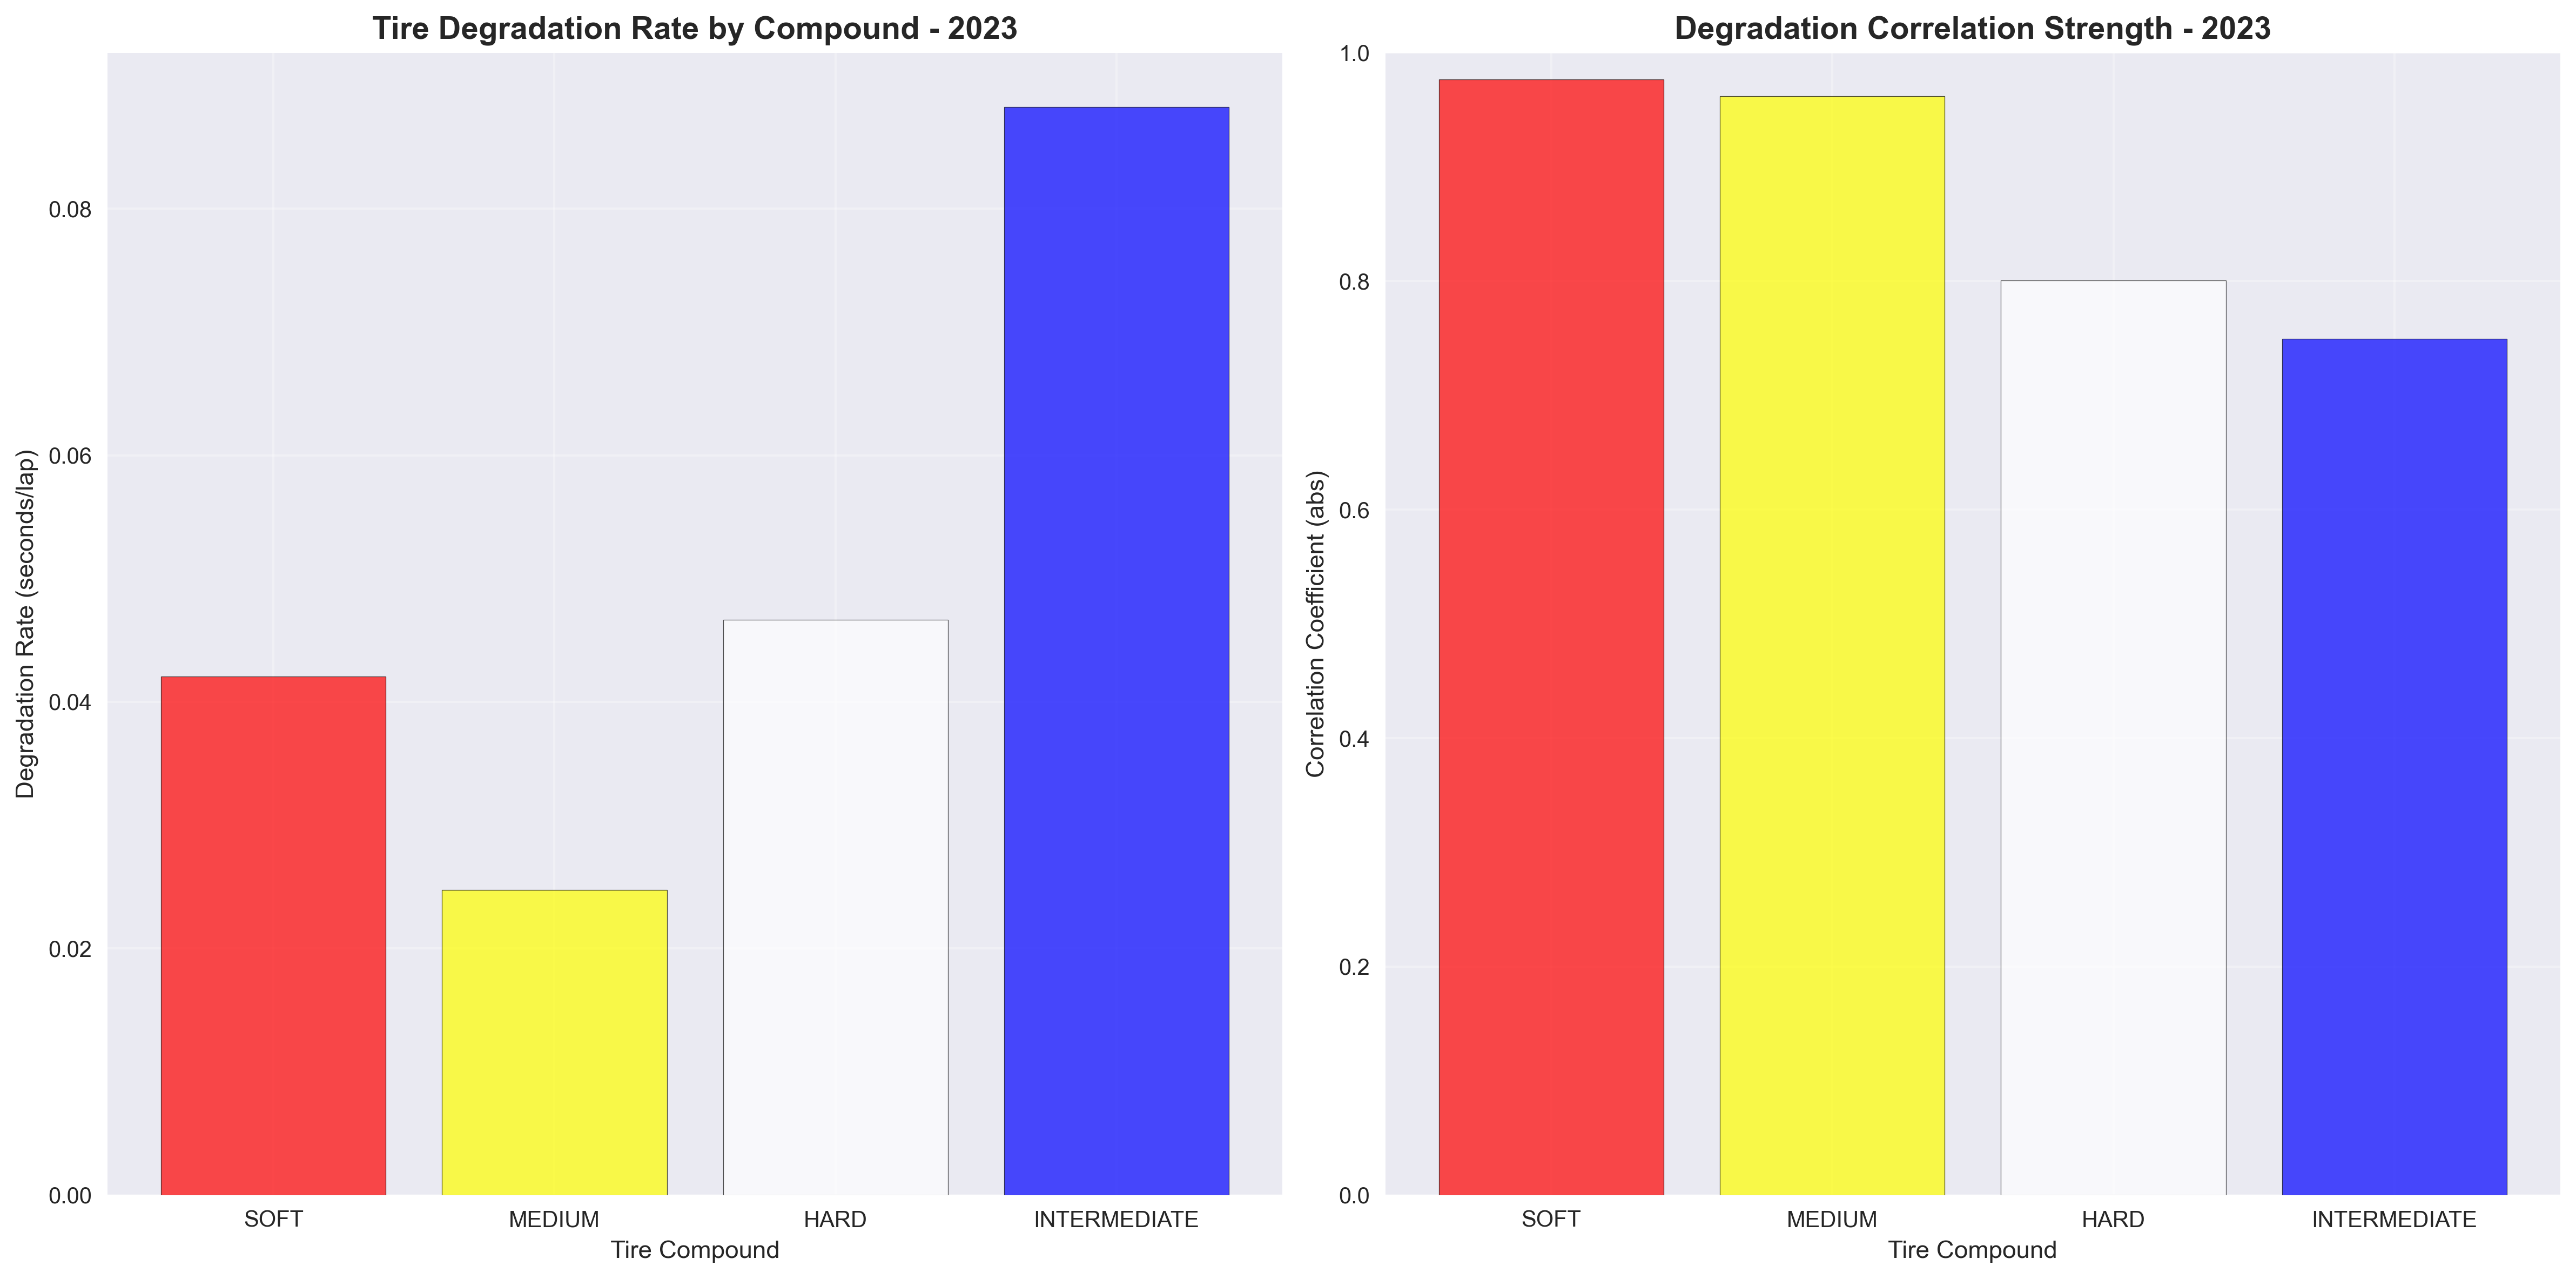 Tire Degradation Rate by Compound - 2023
Degradation Rate (seconds/lap)
0.08
0.06
0.04
0.02
0.00
SOFT
MEDIUM
HARD
INTERMEDIATE
Tire Compound
Degradation Correlation Strength - 2023
Correlation Coefficient (abs)
1.0
0.8
0.6
0.4
0.2
0.0
SOFT
MEDIUM
HARD
INTERMEDIATE
Tire Compound